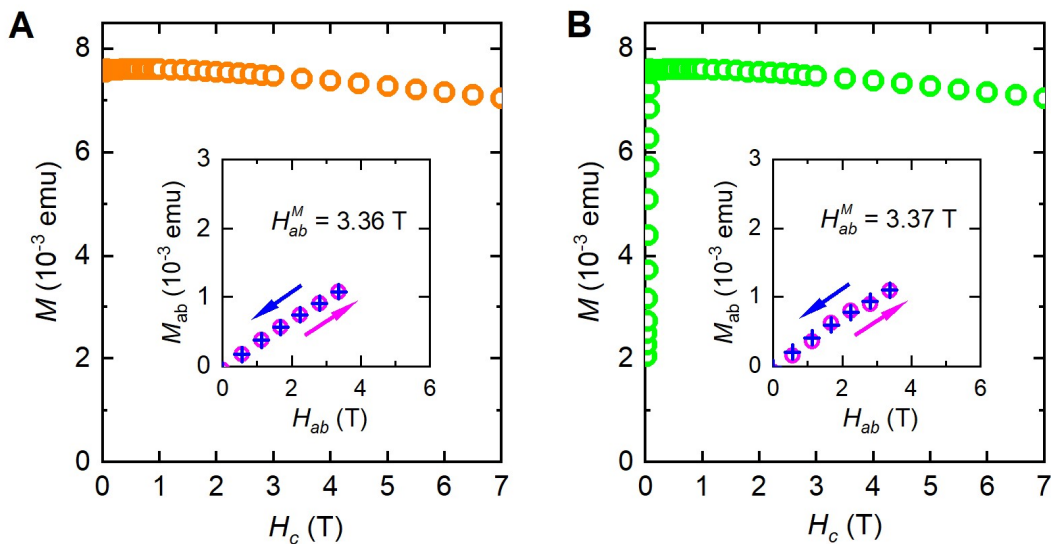 A
8
6
4
2
0
M (10⁻³ emu)
0 1 2 3 4 5 6 7
H_c (T)
3
2
1
0
M_ab (10⁻³ emu)
H_ab^M = 3.36 T
0 2 4 6
H_ab (T)
B
8
6
4
2
0
M (10⁻³ emu)
0 1 2 3 4 5 6 7
H_c (T)
3
2
1
0
M_ab (10⁻³ emu)
H_ab^M = 3.37 T
0 2 4 6
H_ab (T)